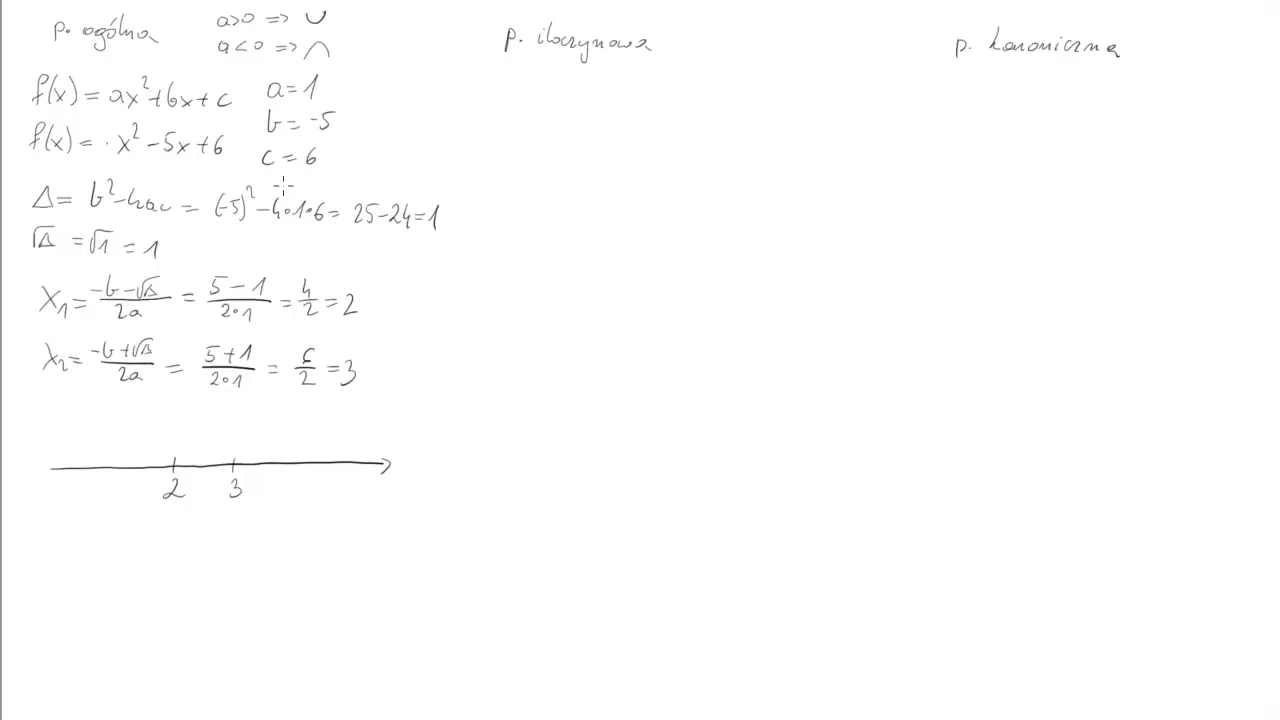 p. ogólna
a>0 => ∪
a<0 => ∩
p. iloczynowa
p. kanoniczna
f(x) = ax²+bx+c
a=1
f(x) = x²-5x+6
b=-5
c=6
Δ= b²-4ac = (-5)²-4•1•6= 25-24=1
√Δ =√1 = 1
x₁= (-b-√Δ)/2a = (5-1)/2•1 = 4/2 = 2
x₂= (-b+√Δ)/2a = (5+1)/2•1 = 6/2 =3
2 3